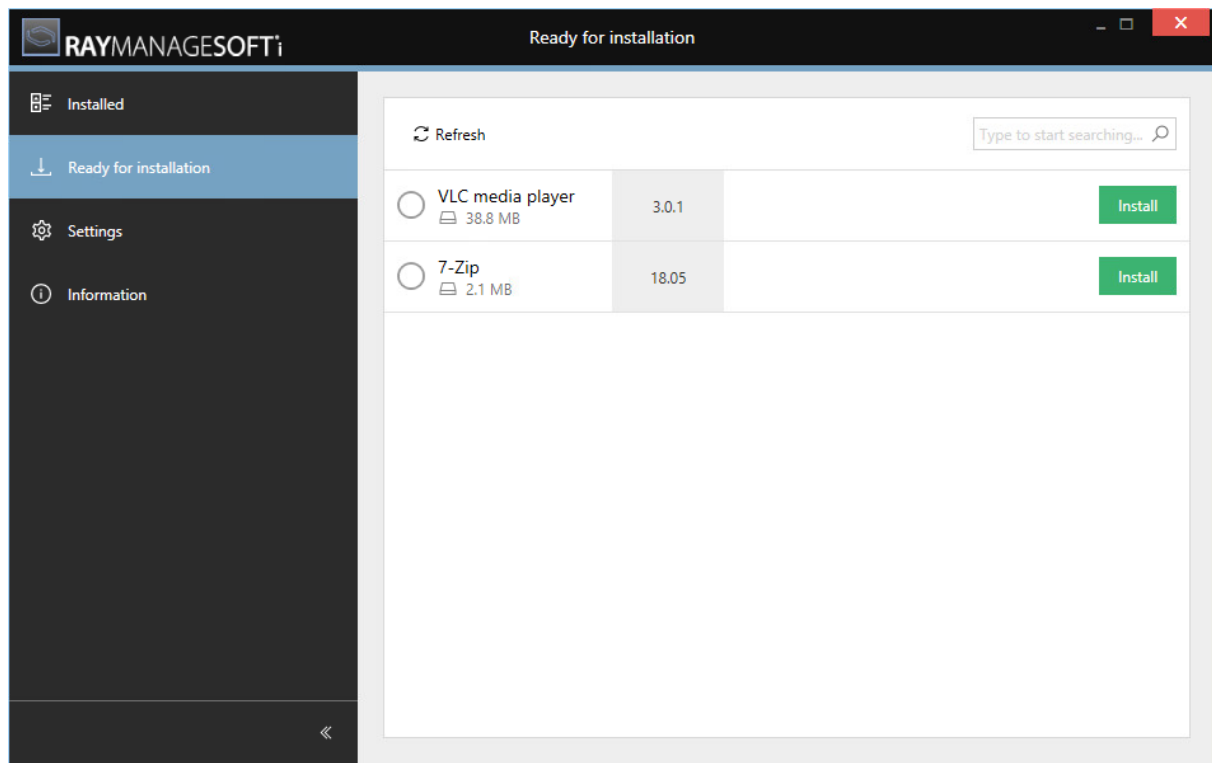 RAYMANAGESOFTi
Ready for installation
Installed
Ready for installation
Settings
Information
Refresh
Type to start searching...
VLC media player
38.8 MB
3.0.1
Install
7-Zip
2.1 MB
18.05
Install